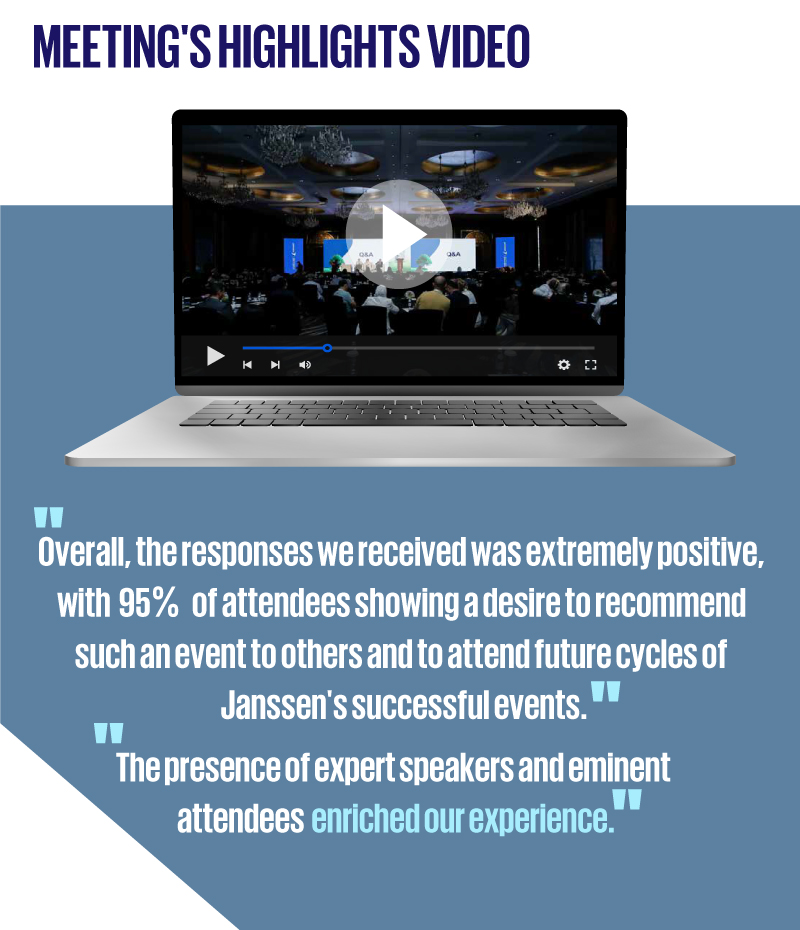 MEETING'S HIGHLIGHTS VIDEO
Q&A
Q&A
"Overall, the responses we received was extremely positive,
with 95% of attendees showing a desire to recommend
such an event to others and to attend future cycles of
Janssen's successful events."
"The presence of expert speakers and eminent
attendees enriched our experience."